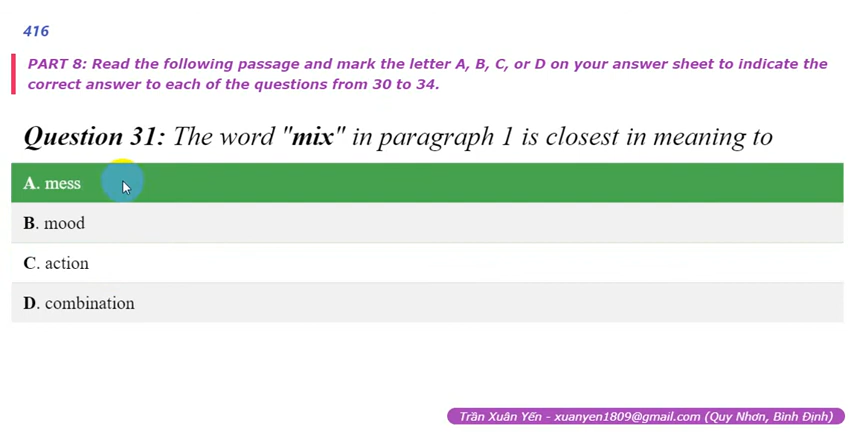 416
PART 8: Read the following passage and mark the letter A, B, C, or D on your answer sheet to indicate the
correct answer to each of the questions from 30 to 34.
Question 31: The word "mix" in paragraph 1 is closest in meaning to
A. mess
B. mood
C. action
D. combination
Trần Xuân Yến - xuanyen1809@gmail.com (Quy Nhơn, Bình Định)